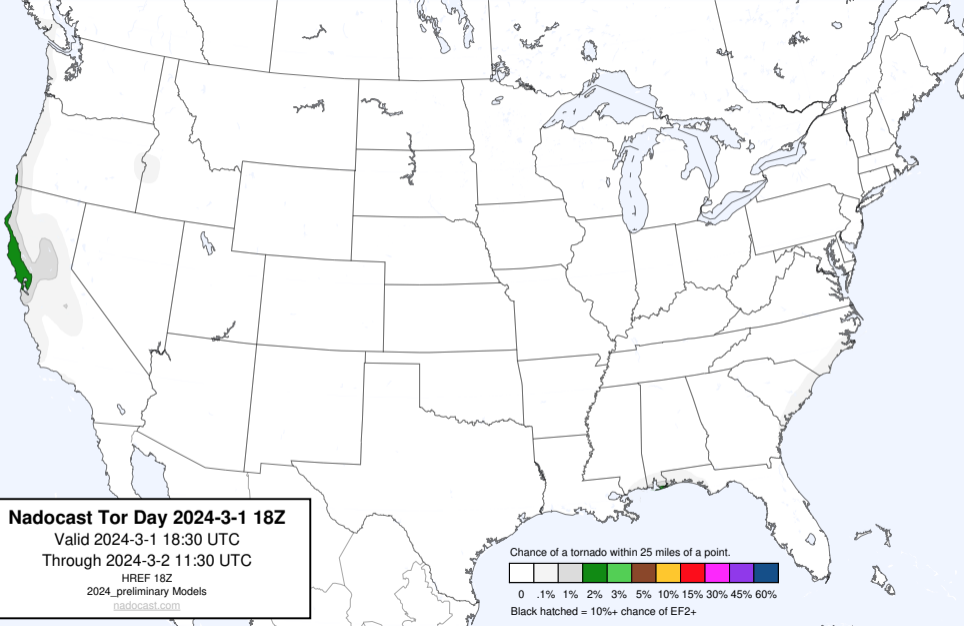 Nadocast Tor Day 2024-3-1 18Z
Valid 2024-3-1 18:30 UTC
Through 2024-3-2 11:30 UTC
HREF 18Z
2024_preliminary Models
nadocast.com
Chance of a tornado within 25 miles of a point.
0 .1% 1% 2% 3% 5% 10% 15% 30% 45% 60%
Black hatched = 10%+ chance of EF2+